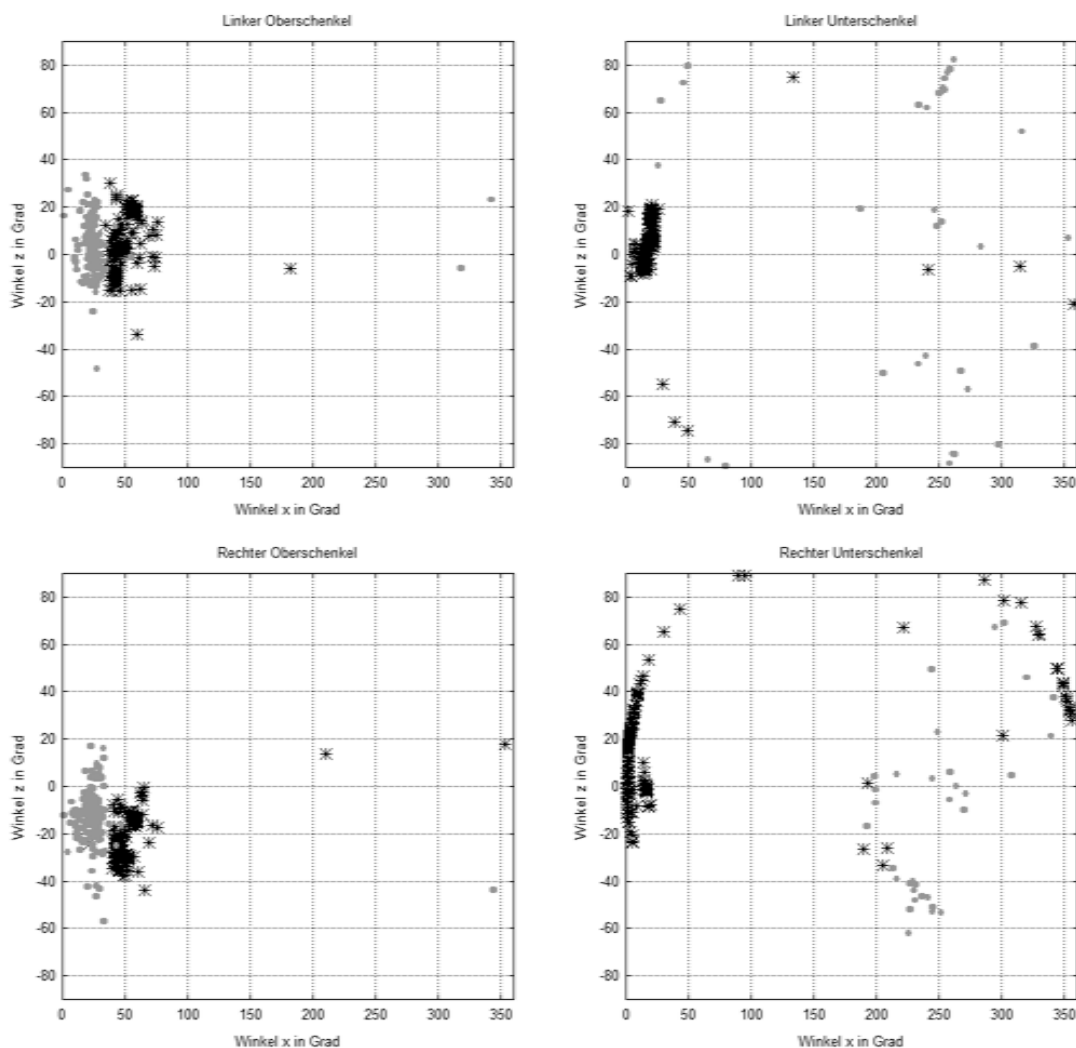 Linker Oberschenkel
80
60
40
20
0
-20
-40
-60
-80
Winkel z in Grad
0 50 100 150 200 250 300 350
Winkel x in Grad
Linker Unterschenkel
80
60
40
20
0
-20
-40
-60
-80
Winkel z in Grad
0 50 100 150 200 250 300 350
Winkel x in Grad
Rechter Oberschenkel
80
60
40
20
0
-20
-40
-60
-80
Winkel z in Grad
0 50 100 150 200 250 300 350
Winkel x in Grad
Rechter Unterschenkel
80
60
40
20
0
-20
-40
-60
-80
Winkel z in Grad
0 50 100 150 200 250 300 350
Winkel x in Grad